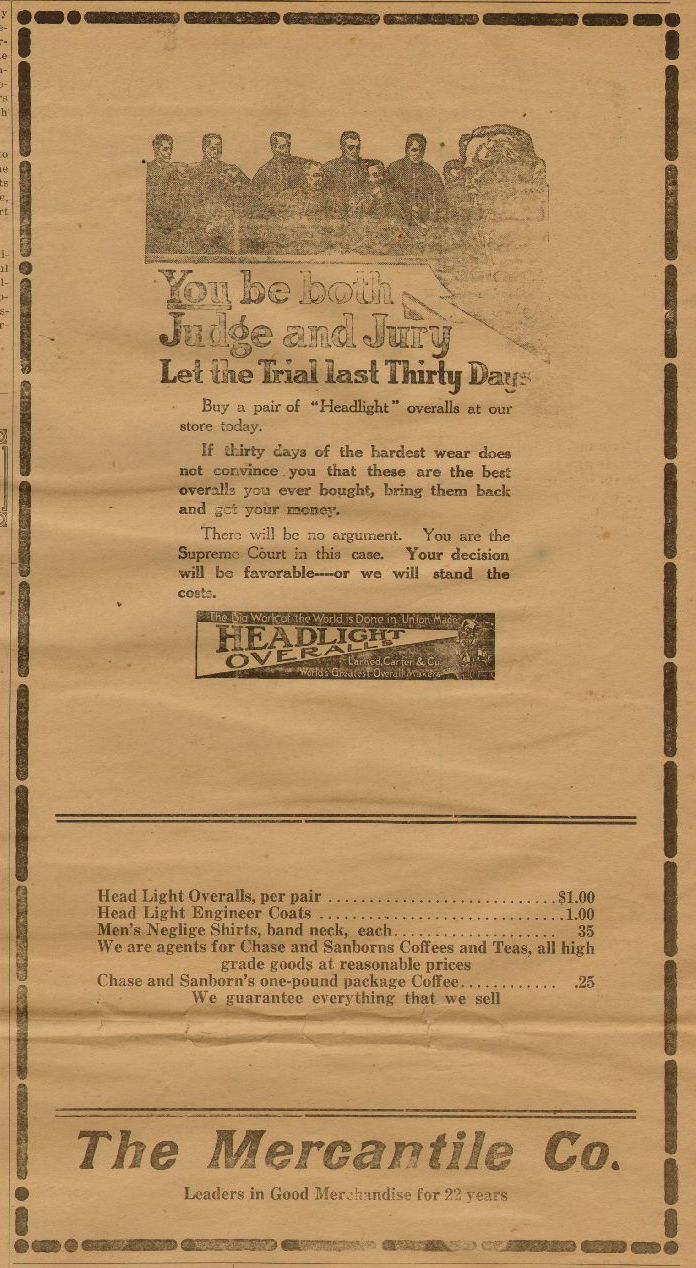 You be both
Judge and Jury
Let the Trial last Thirty Days
Buy a pair of "Headlight" overalls at our
store today.
If thirty days of the hardest wear does
not convince you that these are the best
overalls you ever bought, bring them back
and get your money.
There will be no argument. You are the
Supreme Court in this case. Your decision
will be favorable----or we will stand the
costs.
The Big Work of the World is Done in Union Made
HEADLIGHT
OVERALLS
Larned, Carter & Co.
World's Greatest Overall Makers
Head Light Overalls, per pair ............................$1.00
Head Light Engineer Coats ..............................1.00
Men's Neglige Shirts, band neck, each.................... 35
We are agents for Chase and Sanborns Coffees and Teas, all high
grade goods at reasonable prices
Chase and Sanborn's one-pound package Coffee............ .25
We guarantee everything that we sell
The Mercantile Co.
Leaders in Good Merchandise for 22 years